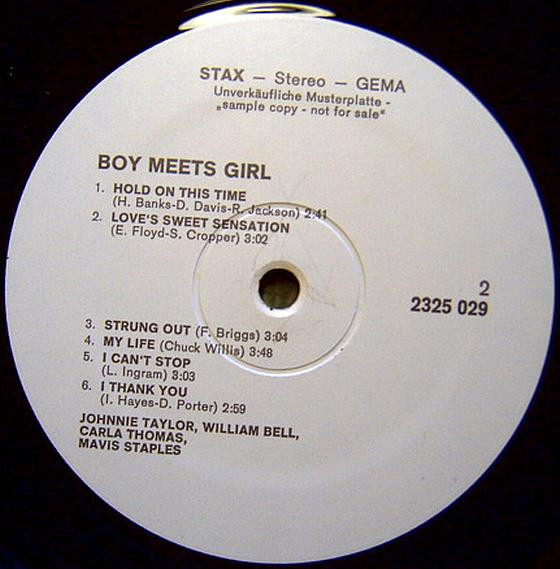 STAX — Stereo — GEMA
Unverkäufliche Musterplatte -
„sample copy - not for sale“
BOY MEETS GIRL
1. HOLD ON THIS TIME
(H. Banks-D. Davis-R. Jackson) 2:41
2. LOVE'S SWEET SENSATION
(E. Floyd-S. Cropper) 3:02
2
2325 029
3. STRUNG OUT (F. Briggs) 3:04
4. MY LIFE (Chuck Willis) 3:48
5. I CAN'T STOP
(L. Ingram) 3:03
6. I THANK YOU
(I. Hayes-D. Porter) 2:59
JOHNNIE TAYLOR, WILLIAM BELL,
CARLA THOMAS,
MAVIS STAPLES